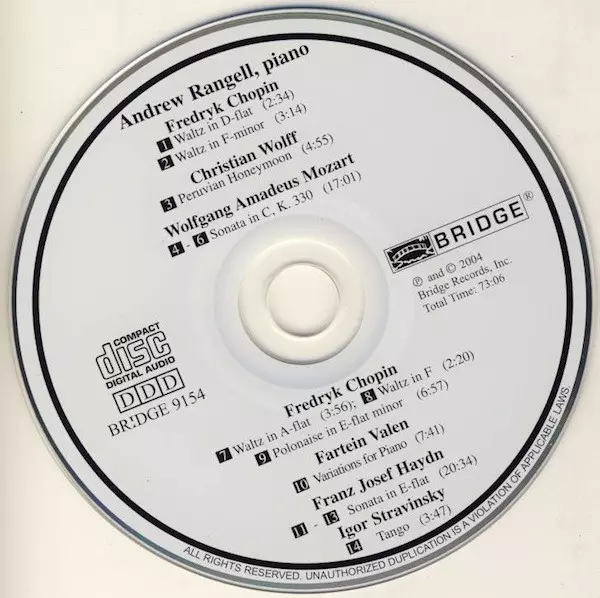 Andrew Rangell, piano
Fredryk Chopin
1 Waltz in D-flat (2:34)
2 Waltz in F-minor (3:14)
Christian Wolff
3 Peruvian Honeymoon (4:55)
Wolfgang Amadeus Mozart
4 - 6 Sonata in C, K. 330 (17:01)
BRIDGE®
℗ and © 2004
Bridge Records, Inc.
Total Time: 73:06
COMPACT
disc
DIGITAL AUDIO
DDD
BRIDGE 9154
Fredryk Chopin
7 Waltz in A-flat (3:56); 8 Waltz in F (2:20)
9 Polonaise in E-flat minor (6:57)
Fartein Valen
10 Variations for Piano (7:41)
Franz Josef Haydn
11 - 13 Sonata in E-flat (20:34)
Igor Stravinsky
14 Tango (3:47)
ALL RIGHTS RESERVED. UNAUTHORIZED DUPLICATION IS A VIOLATION OF APPLICABLE LAWS.